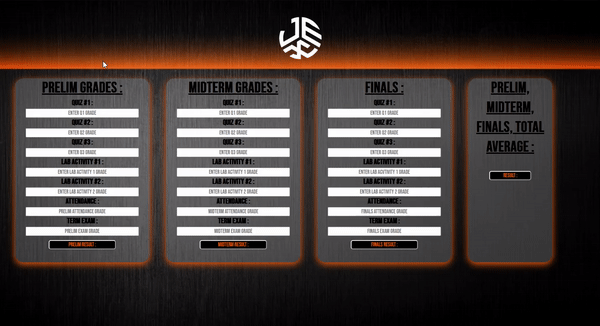 PRELIM GRADES :
QUIZ #1 :
ENTER Q1 GRADE
QUIZ #2 :
ENTER Q2 GRADE
QUIZ #3 :
ENTER Q3 GRADE
LAB ACTIVITY #1 :
ENTER LAB ACTIVITY 1 GRADE
LAB ACTIVITY #2 :
ENTER LAB ACTIVITY 2 GRADE
ATTENDANCE :
PRELIM ATTENDANCE GRADE
TERM EXAM :
PRELIM EXAM GRADE
PRELIM RESULT
MIDTERM GRADES :
QUIZ #1 :
ENTER Q1 GRADE
QUIZ #2 :
ENTER Q2 GRADE
QUIZ #3 :
ENTER Q3 GRADE
LAB ACTIVITY #1 :
ENTER LAB ACTIVITY 1 GRADE
LAB ACTIVITY #2 :
ENTER LAB ACTIVITY 2 GRADE
ATTENDANCE :
MIDTERM ATTENDANCE GRADE
TERM EXAM :
MIDTERM EXAM GRADE
MIDTERM RESULT
FINALS :
QUIZ #1 :
ENTER Q1 GRADE
QUIZ #2 :
ENTER Q2 GRADE
QUIZ #3 :
ENTER Q3 GRADE
LAB ACTIVITY #1 :
ENTER LAB ACTIVITY 1 GRADE
LAB ACTIVITY #2 :
ENTER LAB ACTIVITY 2 GRADE
ATTENDANCE :
FINALS ATTENDANCE GRADE
TERM EXAM :
FINALS EXAM GRADE
FINALS RESULT
PRELIM,
MIDTERM,
FINALS, TOTAL
AVERAGE :
RESULT